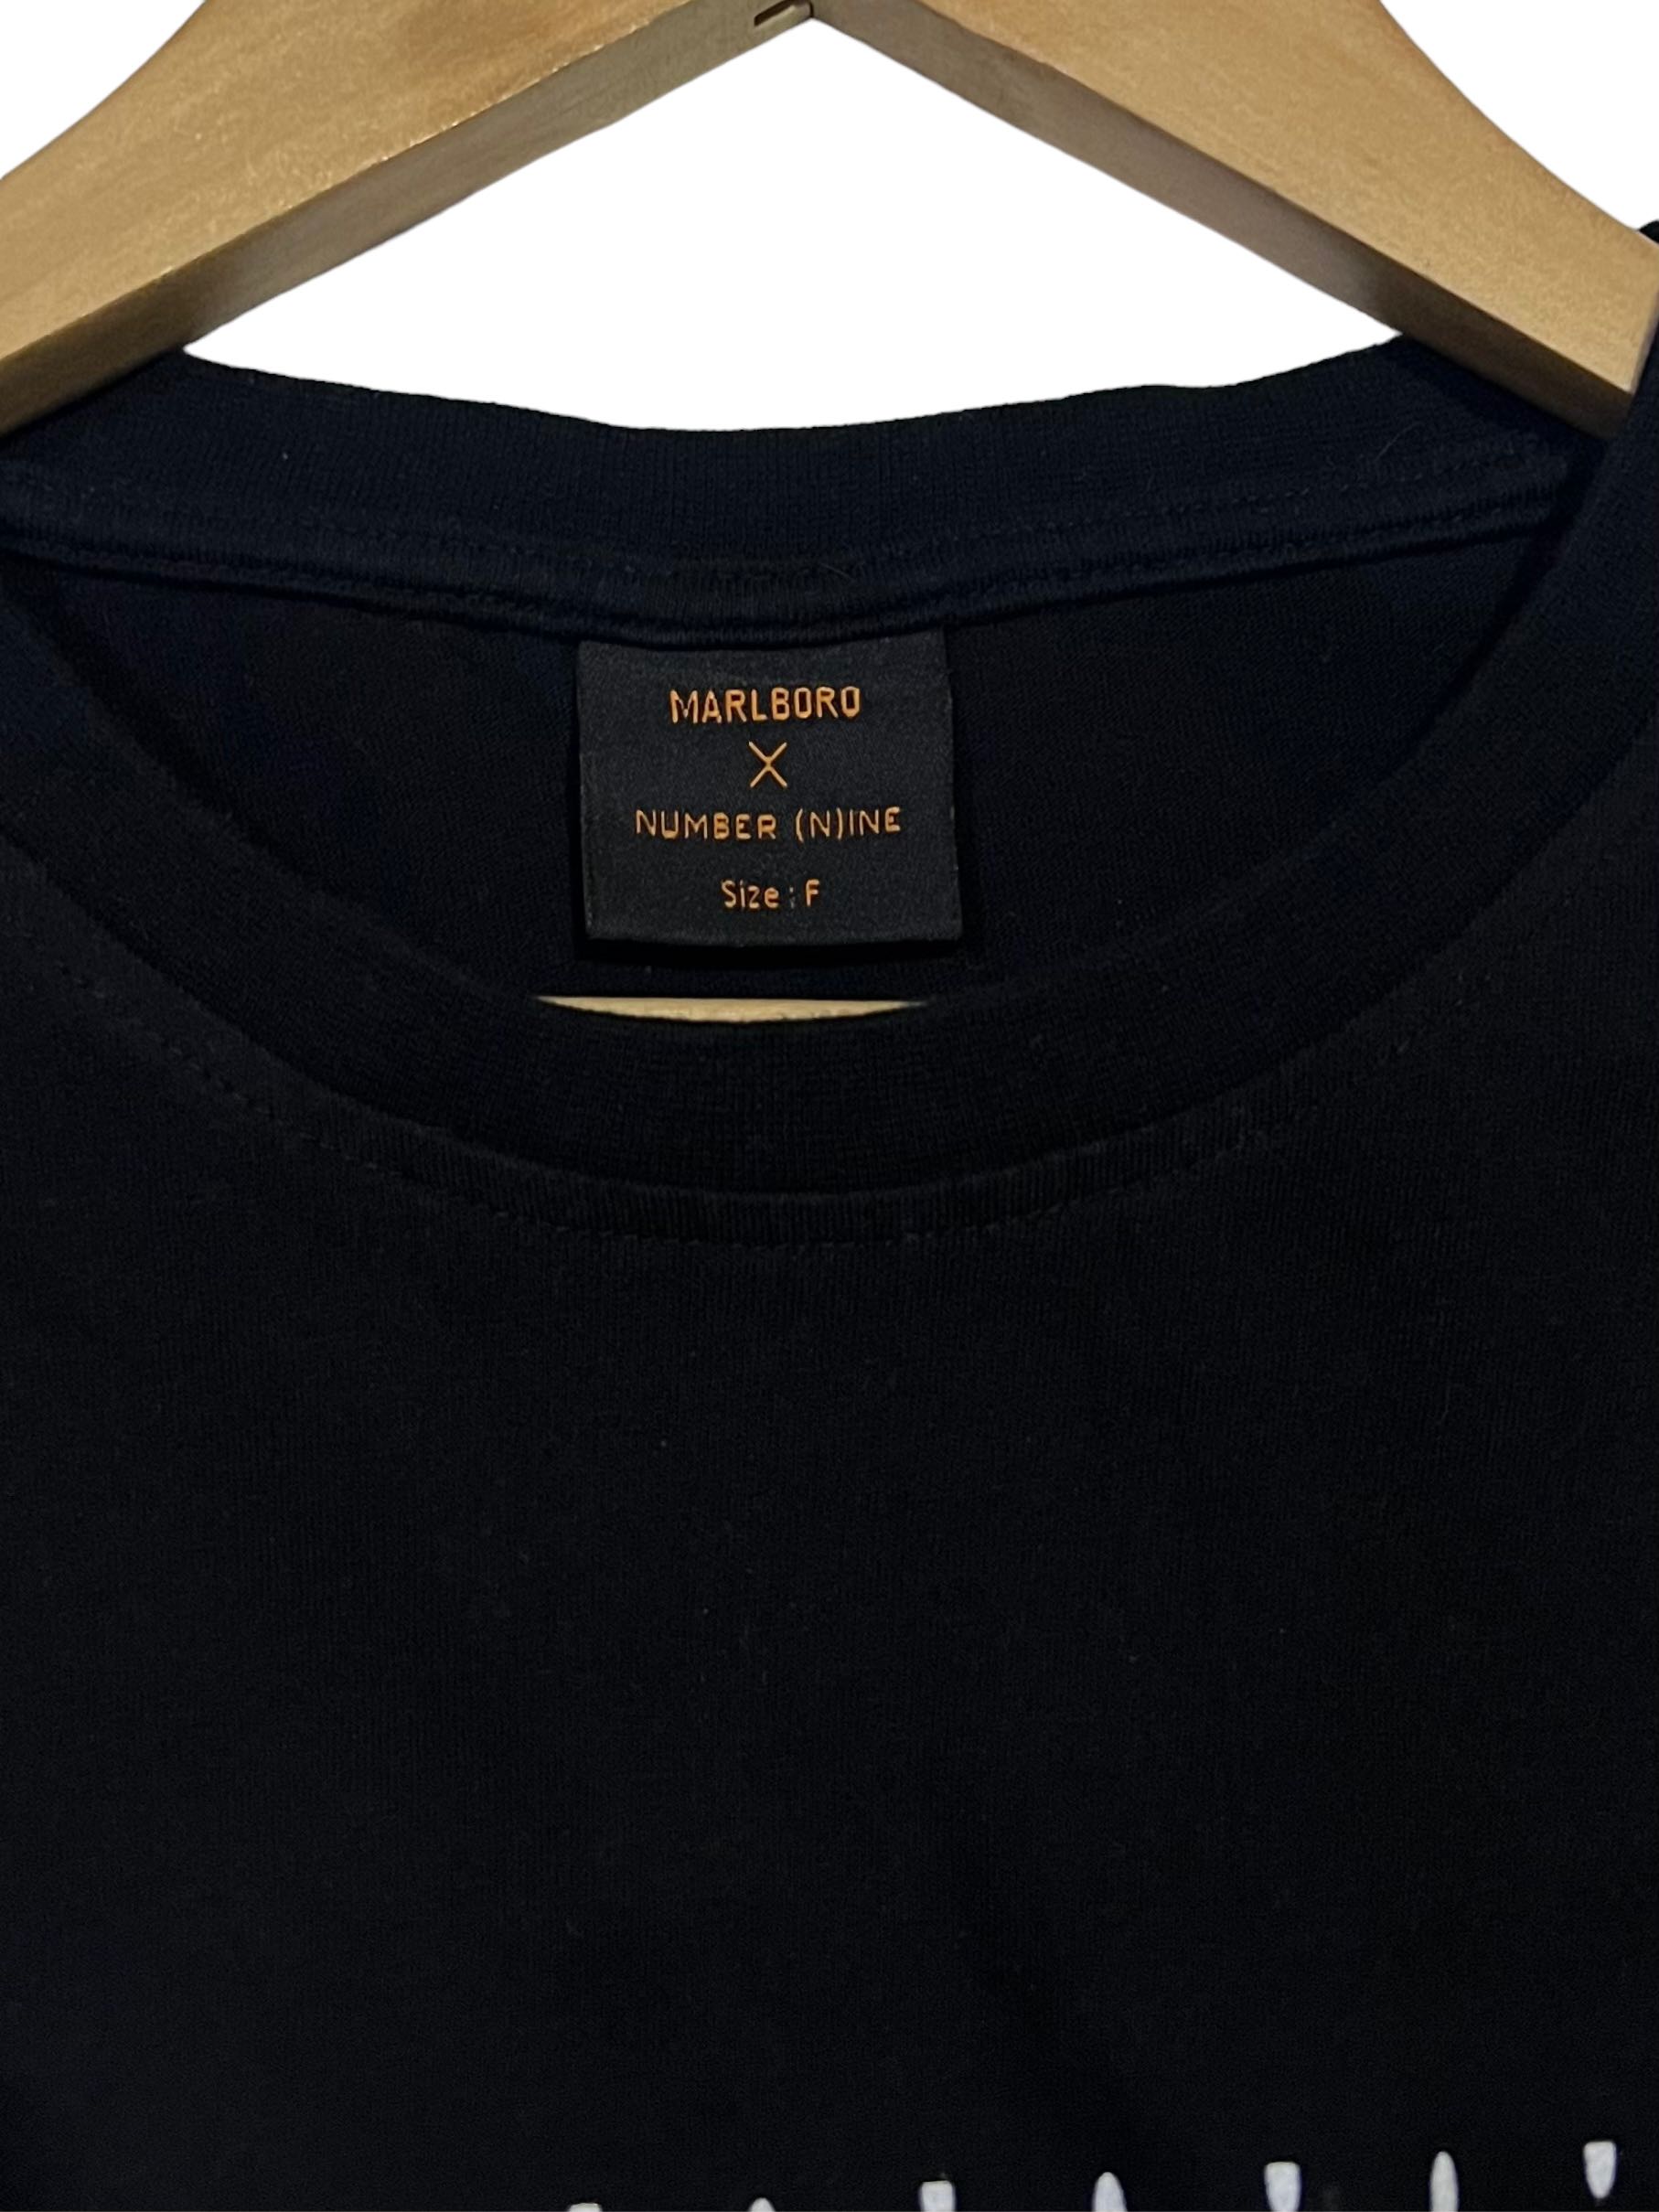 MARLBORO
X
NUMBER (N)INE
Size : F